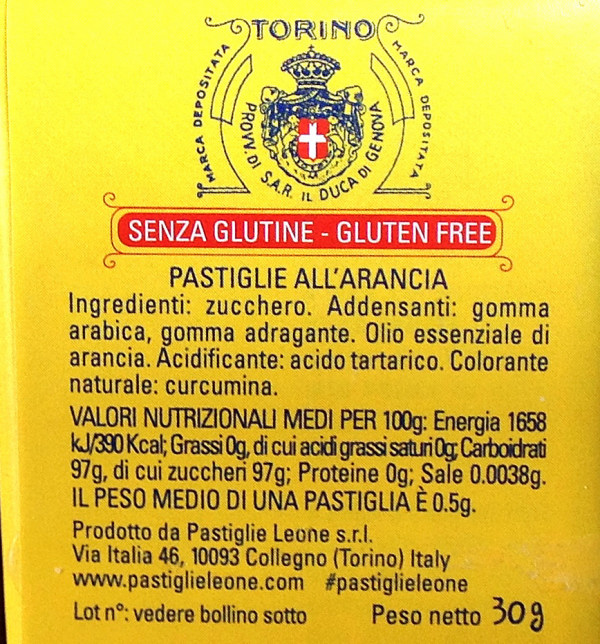 TORINO
MARCA DEPOSITATA
MARCA DEPOSITATA
PROVV. DI S.A.R. IL DUCA DI GENOVA
SENZA GLUTINE - GLUTEN FREE
PASTIGLIE ALL'ARANCIA
Ingredienti: zucchero. Addensanti: gomma
arabica, gomma adragante. Olio essenziale di
arancia. Acidificante: acido tartarico. Colorante
naturale: curcumina.
VALORI NUTRIZIONALI MEDI PER 100g: Energia 1658
kJ/390 Kcal; Grassi 0g, di cui acidi grassi saturi 0g; Carboidrati
97g, di cui zuccheri 97g; Proteine 0g; Sale 0.0038g.
IL PESO MEDIO DI UNA PASTIGLIA È 0.5g.
Prodotto da Pastiglie Leone s.r.l.
Via Italia 46, 10093 Collegno (Torino) Italy
www.pastiglieleone.com #pastiglieleone
Lot n°: vedere bollino sotto Peso netto 30g